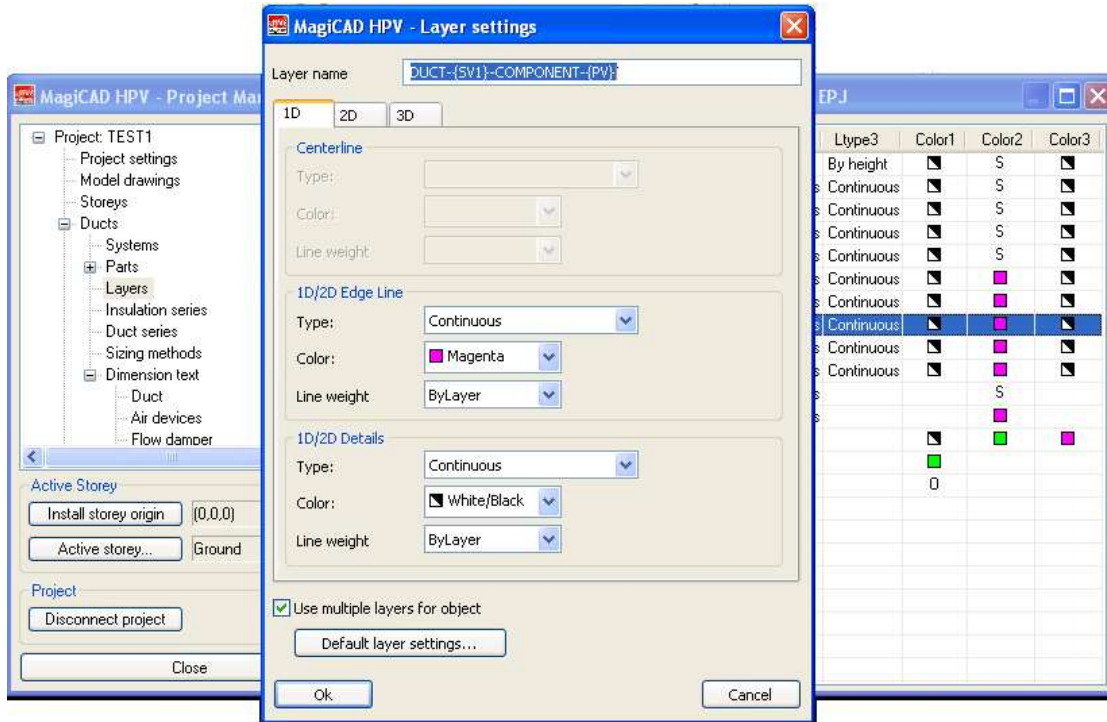 MagiCAD HPV - Layer settings
Layer name
DUCT-{SV1}-COMPONENT-{PV}
1D
2D
3D
Centerline
Type:
Color:
Line weight
1D/2D Edge Line
Type:
Continuous
Color:
Magenta
Line weight
ByLayer
1D/2D Details
Type:
Continuous
Color:
White/Black
Line weight
ByLayer
Use multiple layers for object
Default layer settings...
Ok
Cancel
MagiCAD HPV - Project Ma
Project: TEST1
Project settings
Model drawings
Storeys
Ducts
Systems
Parts
Layers
Insulation series
Duct series
Sizing methods
Dimension text
Duct
Air devices
Flow damper
Active Storey
Install storey origin
(0,0,0)
Active storey...
Ground
Project
Disconnect project
Close
EPJ
Ltype3 Color1 Color2 Color3
By height S
s Continuous S
s Continuous S
s Continuous S
s Continuous S
s Continuous
s Continuous
s Continuous
s Continuous
s Continuous
s S
s
0